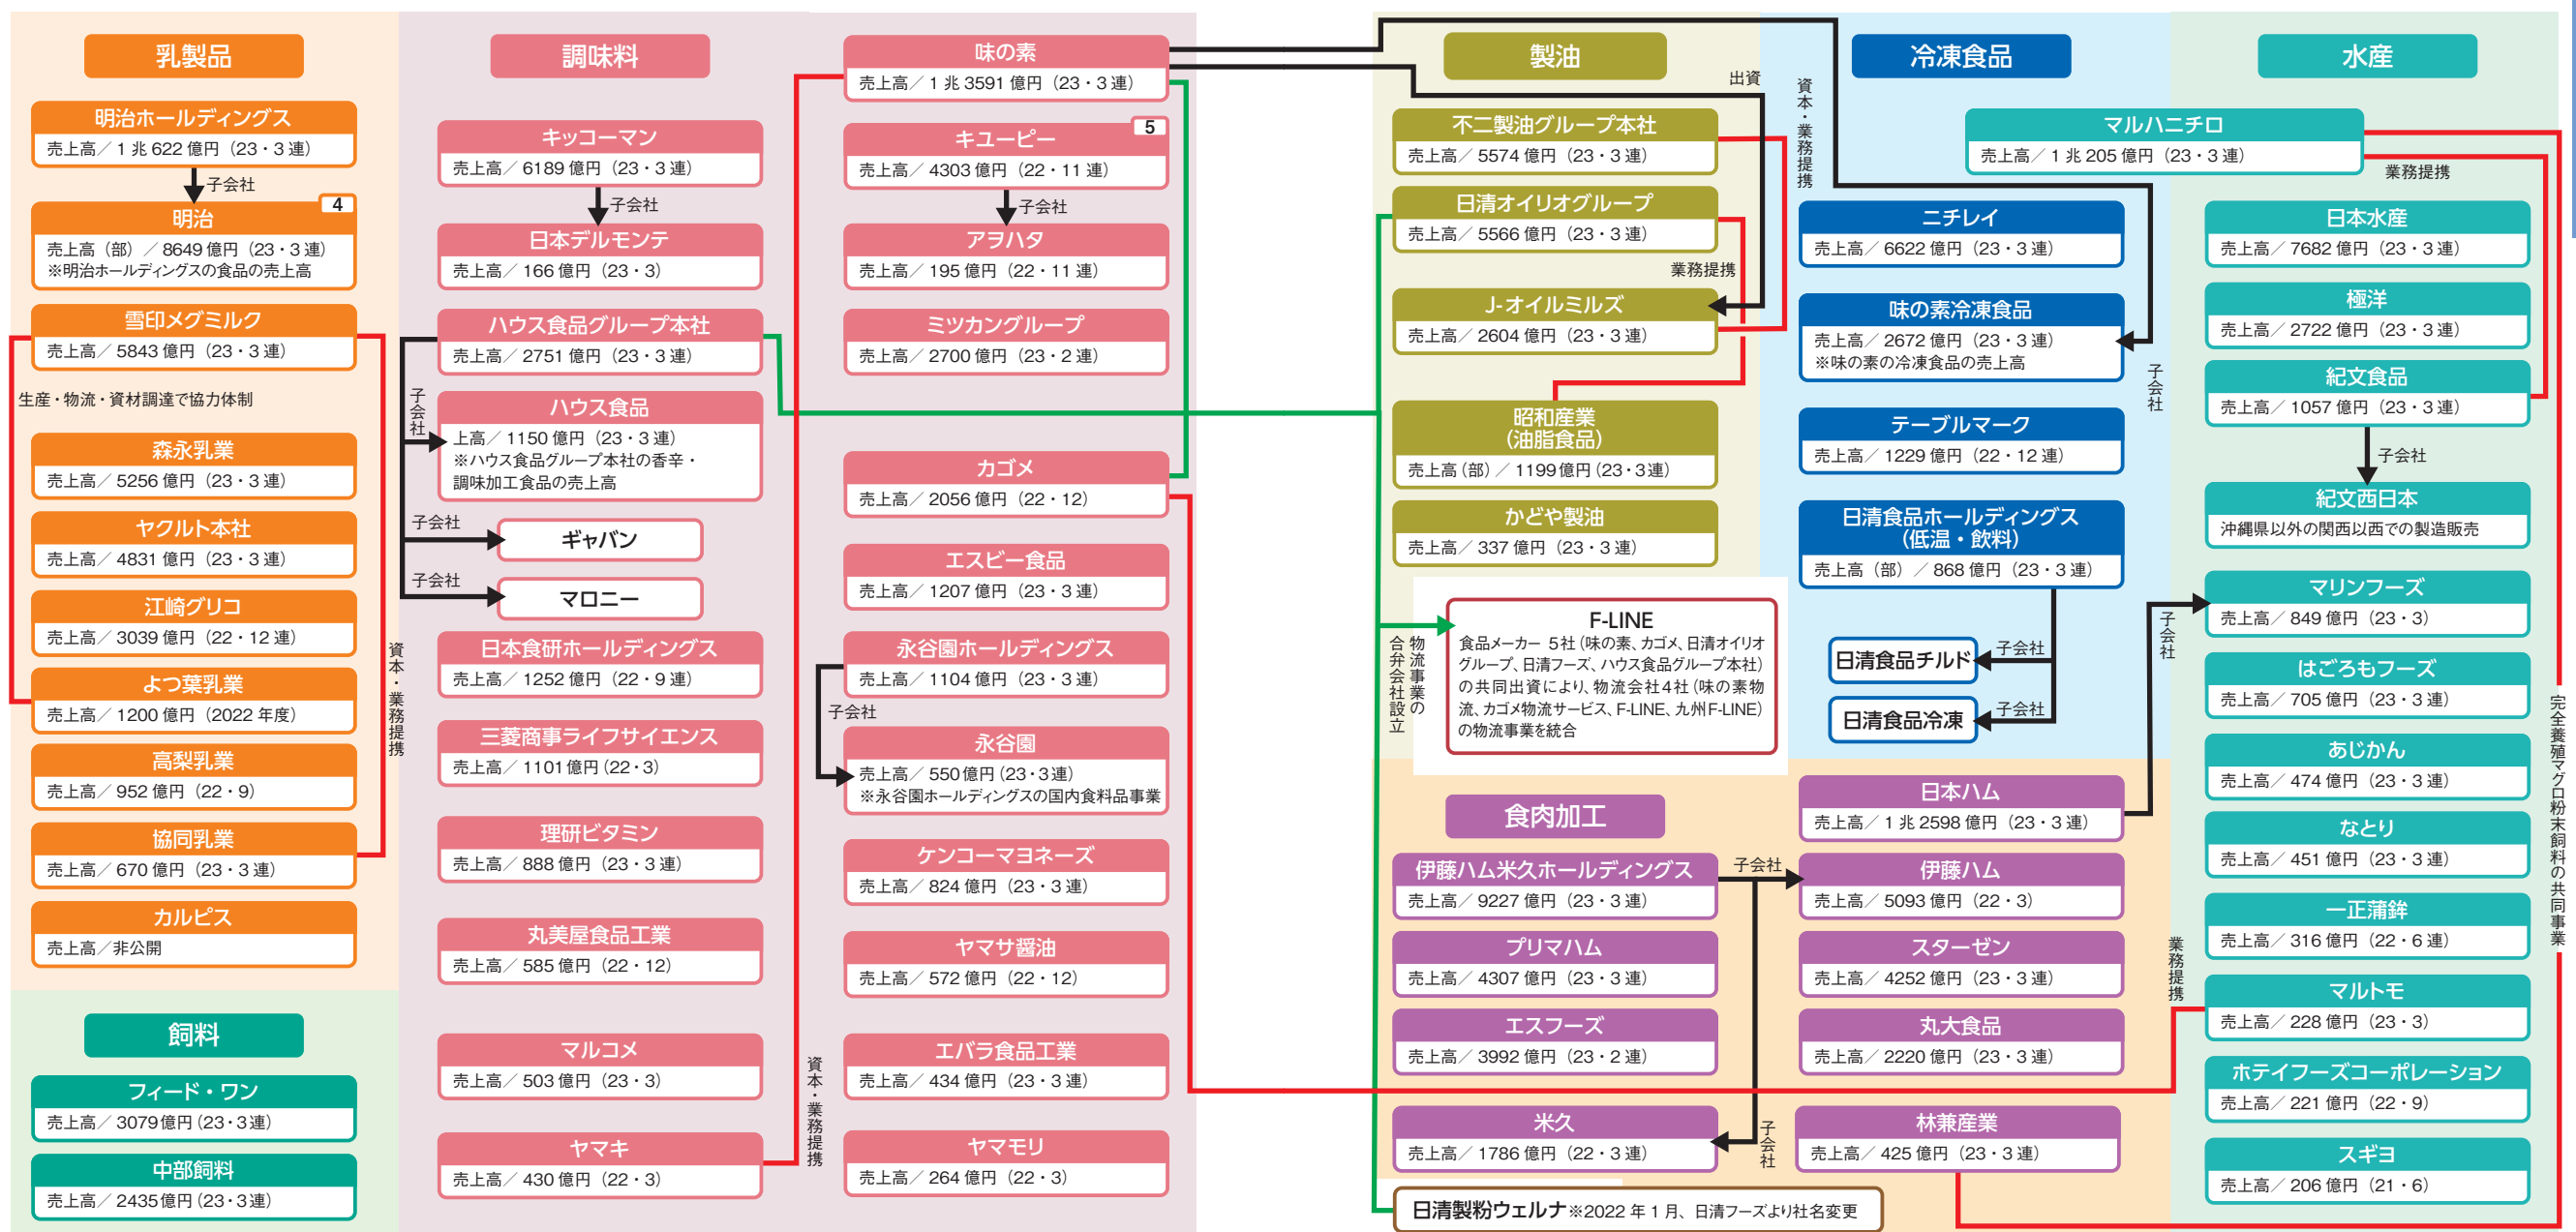 乳製品
明治ホールディングス
売上高／1兆622億円（23・3連）
子会社
4
明治
売上高（部）／8649億円（23・3連）
※明治ホールディングスの食品の売上高
雪印メグミルク
売上高／5843億円（23・3連）
生産・物流・資材調達で協力体制
森永乳業
売上高／5256億円（23・3連）
ヤクルト本社
売上高／4831億円（23・3連）
江崎グリコ
売上高／3039億円（22・12連）
よつ葉乳業
売上高／1200億円（2022年度）
高梨乳業
売上高／952億円（22・9）
協同乳業
売上高／670億円（23・3連）
カルピス
売上高／非公開
資本・業務提携
飼料
フィード・ワン
売上高／3079億円（23・3連）
中部飼料
売上高／2435億円（23・3連）
調味料
キッコーマン
売上高／6189億円（23・3連）
子会社
日本デルモンテ
売上高／166億円（23・3）
ハウス食品グループ本社
売上高／2751億円（23・3連）
子会社
ハウス食品
上高／1150億円（23・3連）
※ハウス食品グループ本社の香辛・
調味加工食品の売上高
子会社
ギャバン
子会社
マロニー
日本食研ホールディングス
売上高／1252億円（22・9連）
三菱商事ライフサイエンス
売上高／1101億円（22・3）
理研ビタミン
売上高／888億円（23・3連）
丸美屋食品工業
売上高／585億円（22・12）
マルコメ
売上高／503億円（23・3）
ヤマキ
売上高／430億円（22・3）
資本・業務提携
味の素
売上高／1兆3591億円（23・3連）
5
キユーピー
売上高／4303億円（22・11連）
子会社
アヲハタ
売上高／195億円（22・11連）
ミツカングループ
売上高／2700億円（23・2連）
カゴメ
売上高／2056億円（22・12）
エスビー食品
売上高／1207億円（23・3連）
永谷園ホールディングス
売上高／1104億円（23・3連）
子会社
永谷園
売上高／550億円（23・3連）
※永谷園ホールディングスの国内食料品事業
ケンコーマヨネーズ
売上高／824億円（23・3連）
ヤマサ醤油
売上高／572億円（22・12）
エバラ食品工業
売上高／434億円（23・3連）
ヤマモリ
売上高／264億円（22・3）
製油
出資
資本・業務提携
不二製油グループ本社
売上高／5574億円（23・3連）
日清オイリオグループ
売上高／5566億円（23・3連）
業務提携
J-オイルミルズ
売上高／2604億円（23・3連）
昭和産業
（油脂食品）
売上高（部）／1199億円（23・3連）
かどや製油
売上高／337億円（23・3連）
物流事業の
合弁会社設立
F-LINE
食品メーカー 5社（味の素、カゴメ、日清オイリオ
グループ、日清フーズ、ハウス食品グループ本社）
の共同出資により、物流会社4社（味の素物
流、カゴメ物流サービス、F-LINE、九州F-LINE）
の物流事業を統合
冷凍食品
ニチレイ
売上高／6622億円（23・3連）
味の素冷凍食品
売上高／2672億円（23・3連）
※味の素の冷凍食品の売上高
子会社
テーブルマーク
売上高／1229億円（22・12連）
日清食品ホールディングス
（低温・飲料）
売上高（部）／868億円（23・3連）
日清食品チルド
子会社
日清食品冷凍
子会社
食肉加工
伊藤ハム米久ホールディングス
売上高／9227億円（23・3連）
子会社
プリマハム
売上高／4307億円（23・3連）
エスフーズ
売上高／3992億円（23・2連）
米久
売上高／1786億円（22・3連）
子会社
日本ハム
売上高／1兆2598億円（23・3連）
伊藤ハム
売上高／5093億円（22・3）
スターゼン
売上高／4252億円（23・3連）
丸大食品
売上高／2220億円（23・3連）
林兼産業
売上高／425億円（23・3連）
日清製粉ウェルナ※2022年1月、日清フーズより社名変更
水産
マルハニチロ
売上高／1兆205億円（23・3連）
業務提携
日本水産
売上高／7682億円（23・3連）
極洋
売上高／2722億円（23・3連）
紀文食品
売上高／1057億円（23・3連）
子会社
紀文西日本
沖縄県以外の関西以西での製造販売
子会社
マリンフーズ
売上高／849億円（23・3）
はごろもフーズ
売上高／705億円（23・3連）
あじかん
売上高／474億円（23・3連）
なとり
売上高／451億円（23・3連）
一正蒲鉾
売上高／316億円（22・6連）
業務提携
マルトモ
売上高／228億円（23・3）
ホテイフーズコーポレーション
売上高／221億円（22・9）
スギヨ
売上高／206億円（21・6）
完全養殖マグロ粉末飼料の共同事業